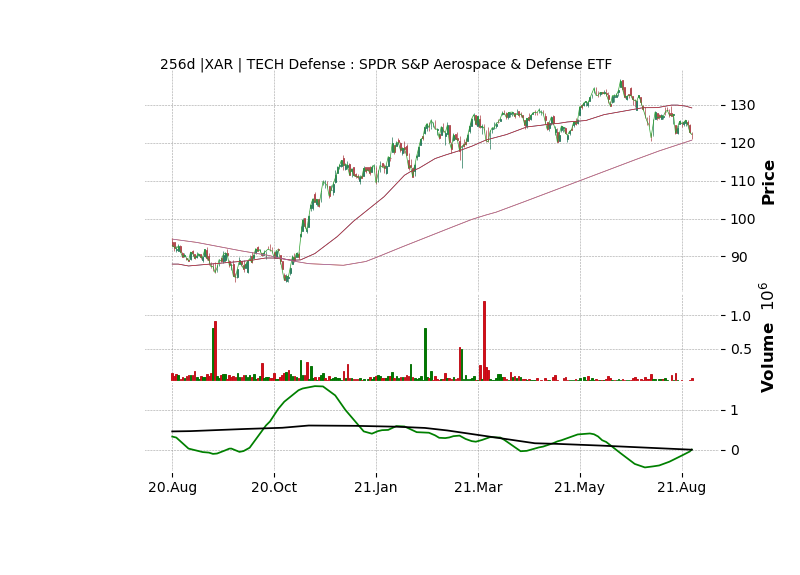 256d |XAR | TECH Defense : SPDR S&P Aerospace & Defense ETF
130
120
110
100
90
Price
10^6
1.0
0.5
Volume
1
0
20.Aug 20.Oct 21.Jan 21.Mar 21.May 21.Aug